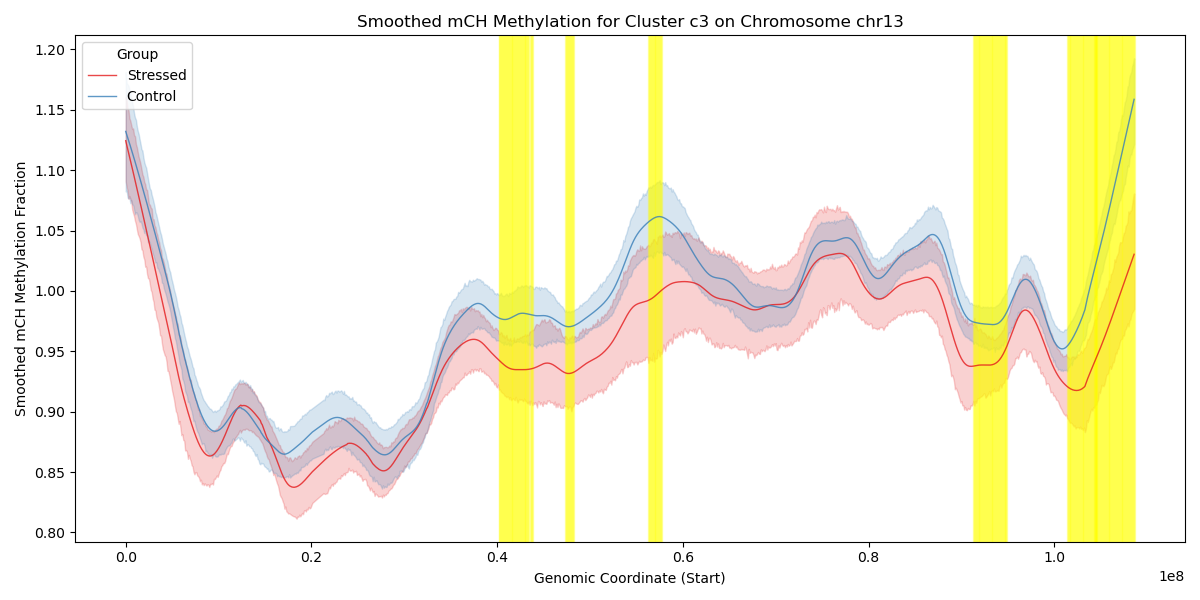 Smoothed mCH Methylation for Cluster c3 on Chromosome chr13
Group
Stressed
Control
Smoothed mCH Methylation Fraction
1.20
1.15
1.10
1.05
1.00
0.95
0.90
0.85
0.80
0.0
0.2
0.4
0.6
0.8
1.0
1e8
Genomic Coordinate (Start)